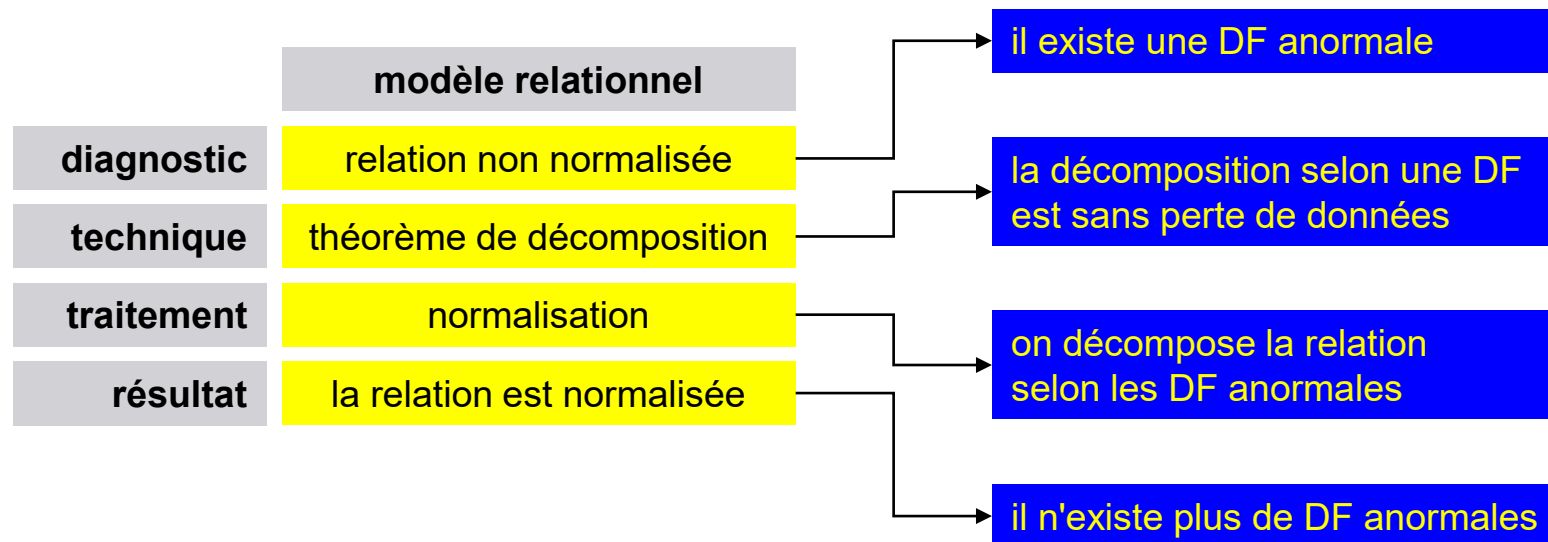 modèle relationnel
diagnostic
relation non normalisée
il existe une DF anormale
technique
théorème de décomposition
la décomposition selon une DF
est sans perte de données
traitement
normalisation
on décompose la relation
selon les DF anormales
résultat
la relation est normalisée
il n'existe plus de DF anormales